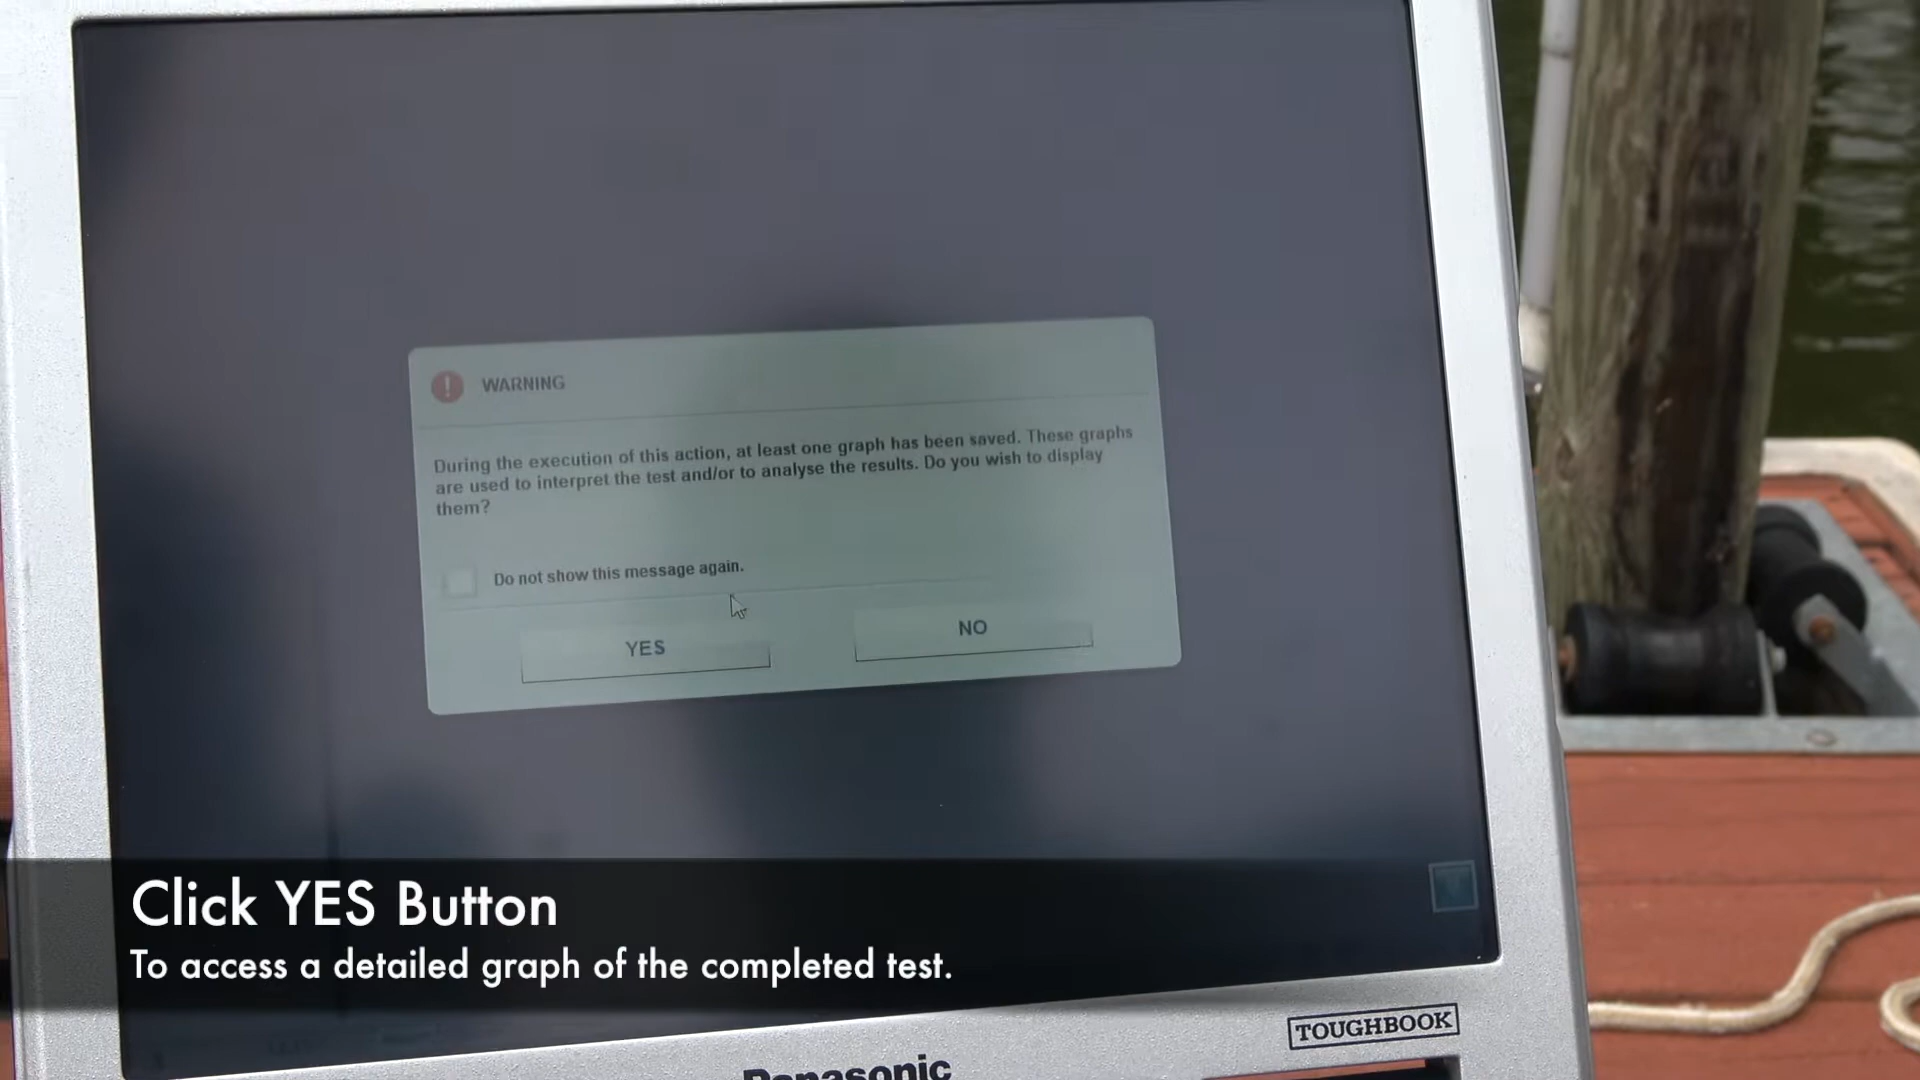 WARNING
During the execution of this action, at least one graph has been saved. These graphs
are used to interpret the test and/or to analyse the results. Do you wish to display
them?
Do not show this message again.
YES
NO
Click YES Button
To access a detailed graph of the completed test.
TOUGHBOOK
Panasonic